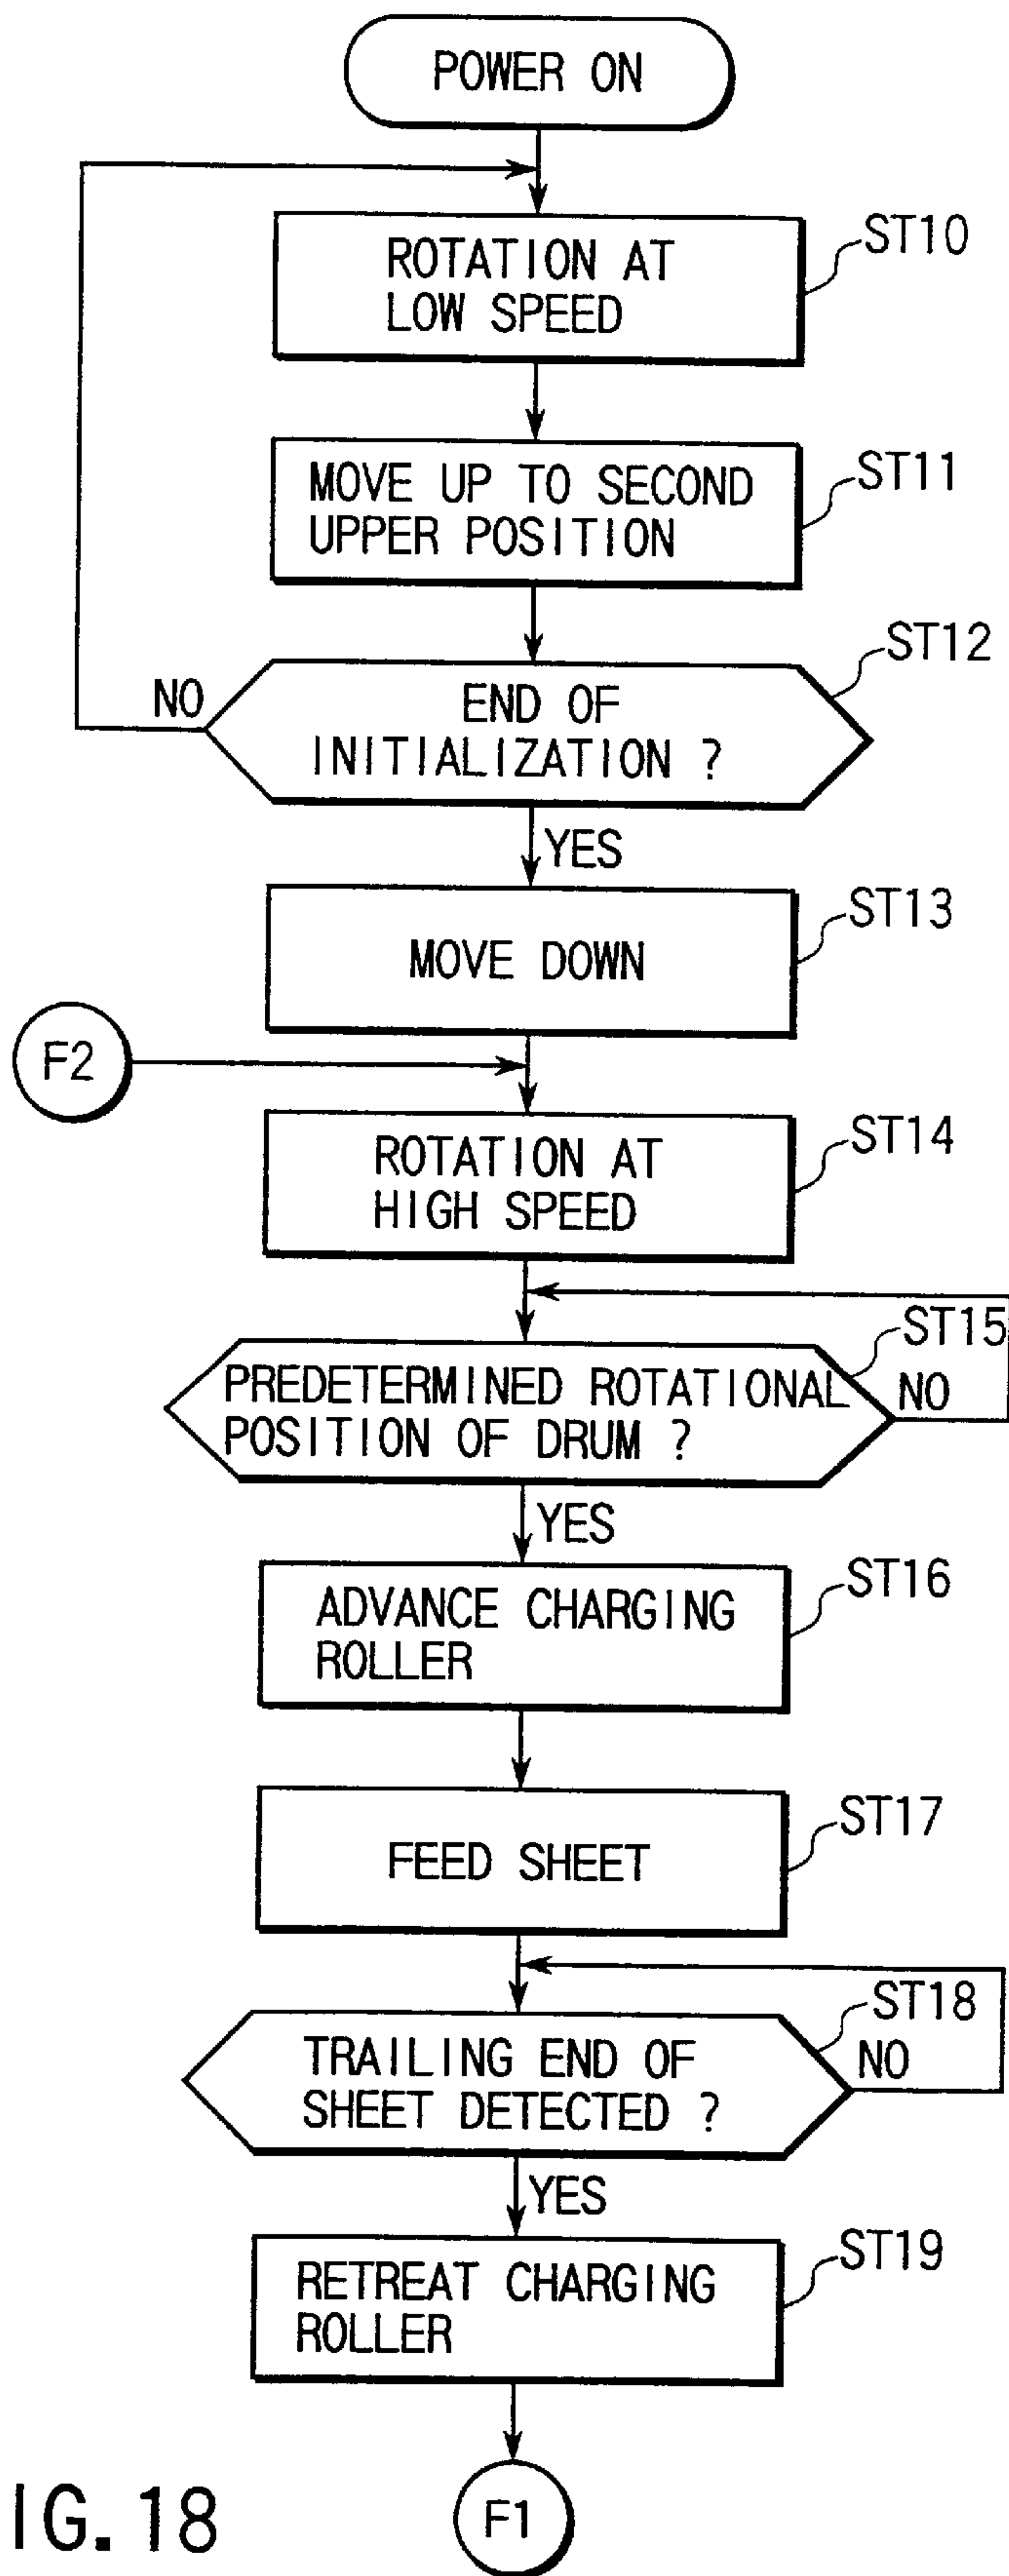 POWER ON
ROTATION AT
LOW SPEED
ST10
MOVE UP TO SECOND
UPPER POSITION
ST11
END OF
INITIALIZATION ?
ST12
NO
YES
MOVE DOWN
ST13
F2
ROTATION AT
HIGH SPEED
ST14
PREDETERMINED ROTATIONAL
POSITION OF DRUM ?
ST15
NO
YES
ADVANCE CHARGING
ROLLER
ST16
FEED SHEET
ST17
TRAILING END OF
SHEET DETECTED ?
ST18
NO
YES
RETREAT CHARGING
ROLLER
ST19
F1
IG. 18